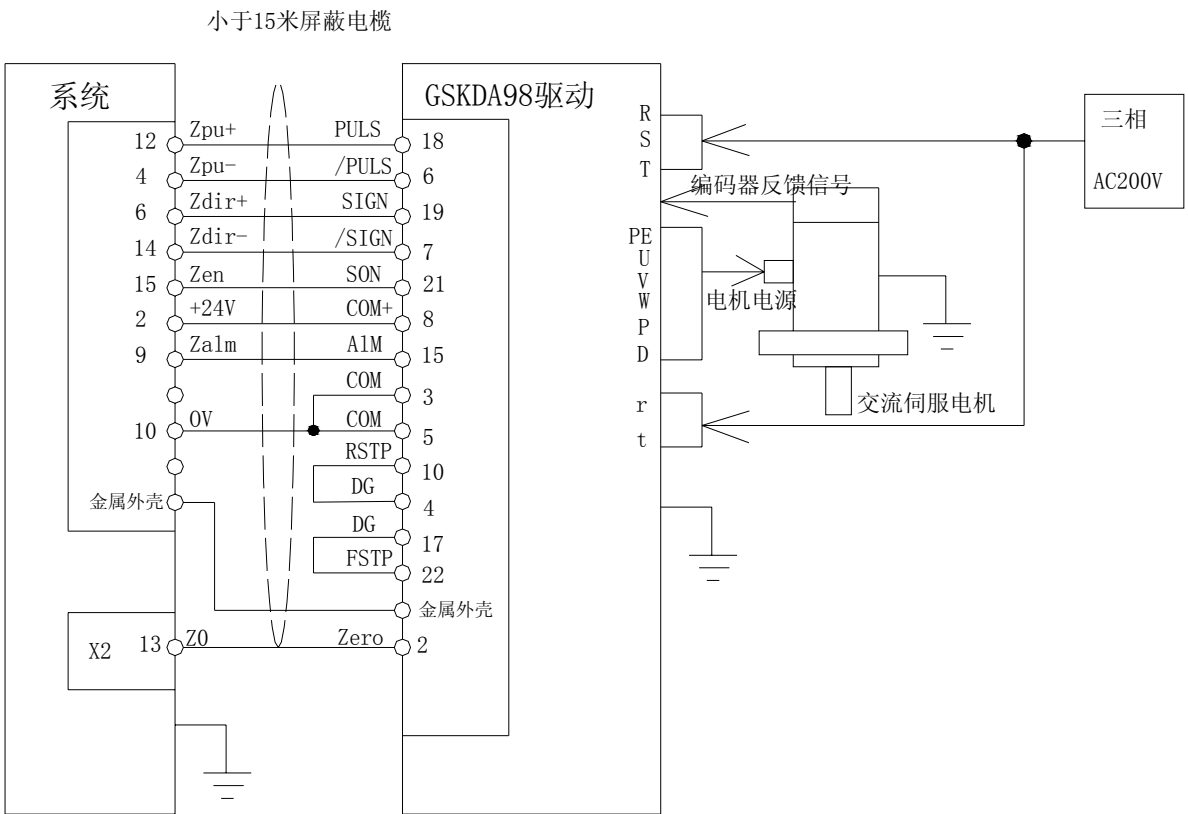 小于15米屏蔽电榄
系统
GSKDA98驱动
三相
AC200V
R
S
T
12 Zpu+ PULS 18
4 Zpu- /PULS 6
6 Zdir+ SIGN 19
14 Zdir- /SIGN 7
15 Zen SON 21
2 +24V COM+ 8
9 Zalm AlM 15
COM 3
10 0V COM 5
RSTP 10
DG 4
DG 17
FSTP 22
金属外壳
金属外壳
X2 13 Z0 Zero 2
编码器反馈信号
PE
U
V
W
P
D
电机电源
r
t
交流伺服电机